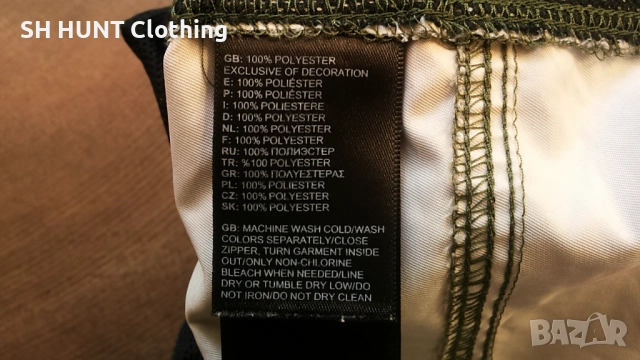 SH HUNT Clothing
GB: 100% POLYESTER
EXCLUSIVE OF DECORATION
E: 100% POLIÉSTER
P: 100% POLIÉSTER
I: 100% POLIESTERE
D: 100% POLYESTER
NL: 100% POLYESTER
F: 100% POLYESTER
RU: 100% ПОЛИЭСТЕР
TR: %100 POLYESTER
GR: 100% ΠΟΛΥΕΣΤΕΡΑΣ
PL: 100% POLIESTER
CZ: 100% POLYESTER
SK: 100% POLYESTER
GB: MACHINE WASH COLD/WASH
COLORS SEPARATELY/CLOSE
ZIPPER, TURN GARMENT INSIDE
OUT/ONLY NON-CHLORINE
BLEACH WHEN NEEDED/LINE
DRY OR TUMBLE DRY LOW/DO
NOT IRON/DO NOT DRY CLEAN
BAZAR